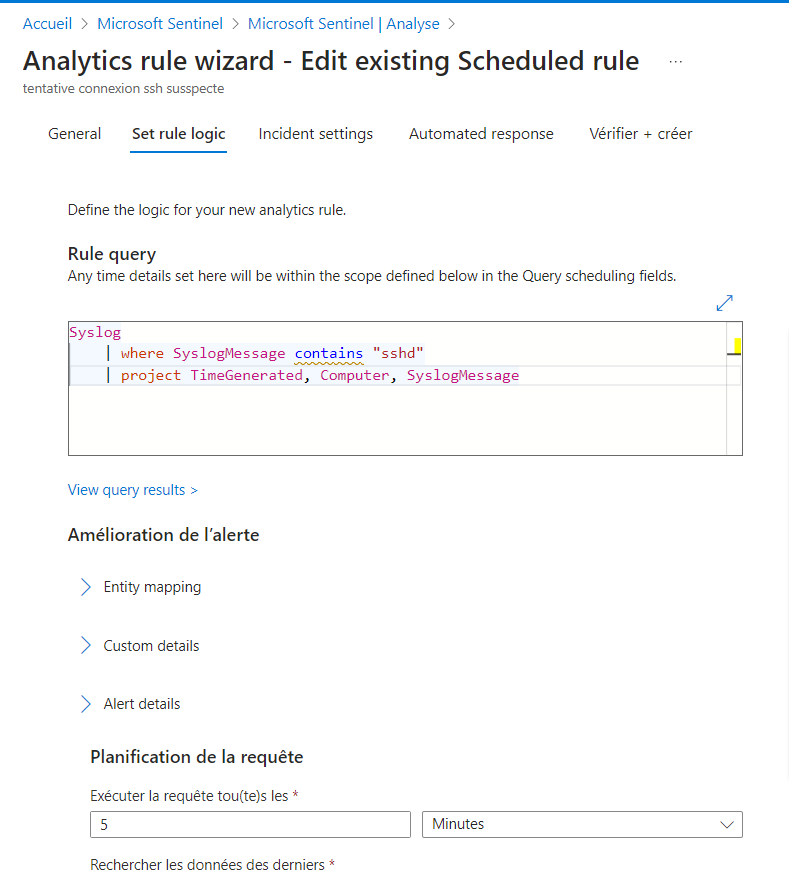 Accueil > Microsoft Sentinel > Microsoft Sentinel | Analyse >
Analytics rule wizard - Edit existing Scheduled rule ...
tentative connexion ssh susspecte
General Set rule logic Incident settings Automated response Vérifier + créer
Define the logic for your new analytics rule.
Rule query
Any time details set here will be within the scope defined below in the Query scheduling fields.
Syslog
| where SyslogMessage contains "sshd"
| project TimeGenerated, Computer, SyslogMessage
View query results >
Amélioration de l’alerte
Entity mapping
Custom details
Alert details
Planification de la requête
Exécuter la requête tou(te)s les *
5 Minutes
Rechercher les données des derniers *